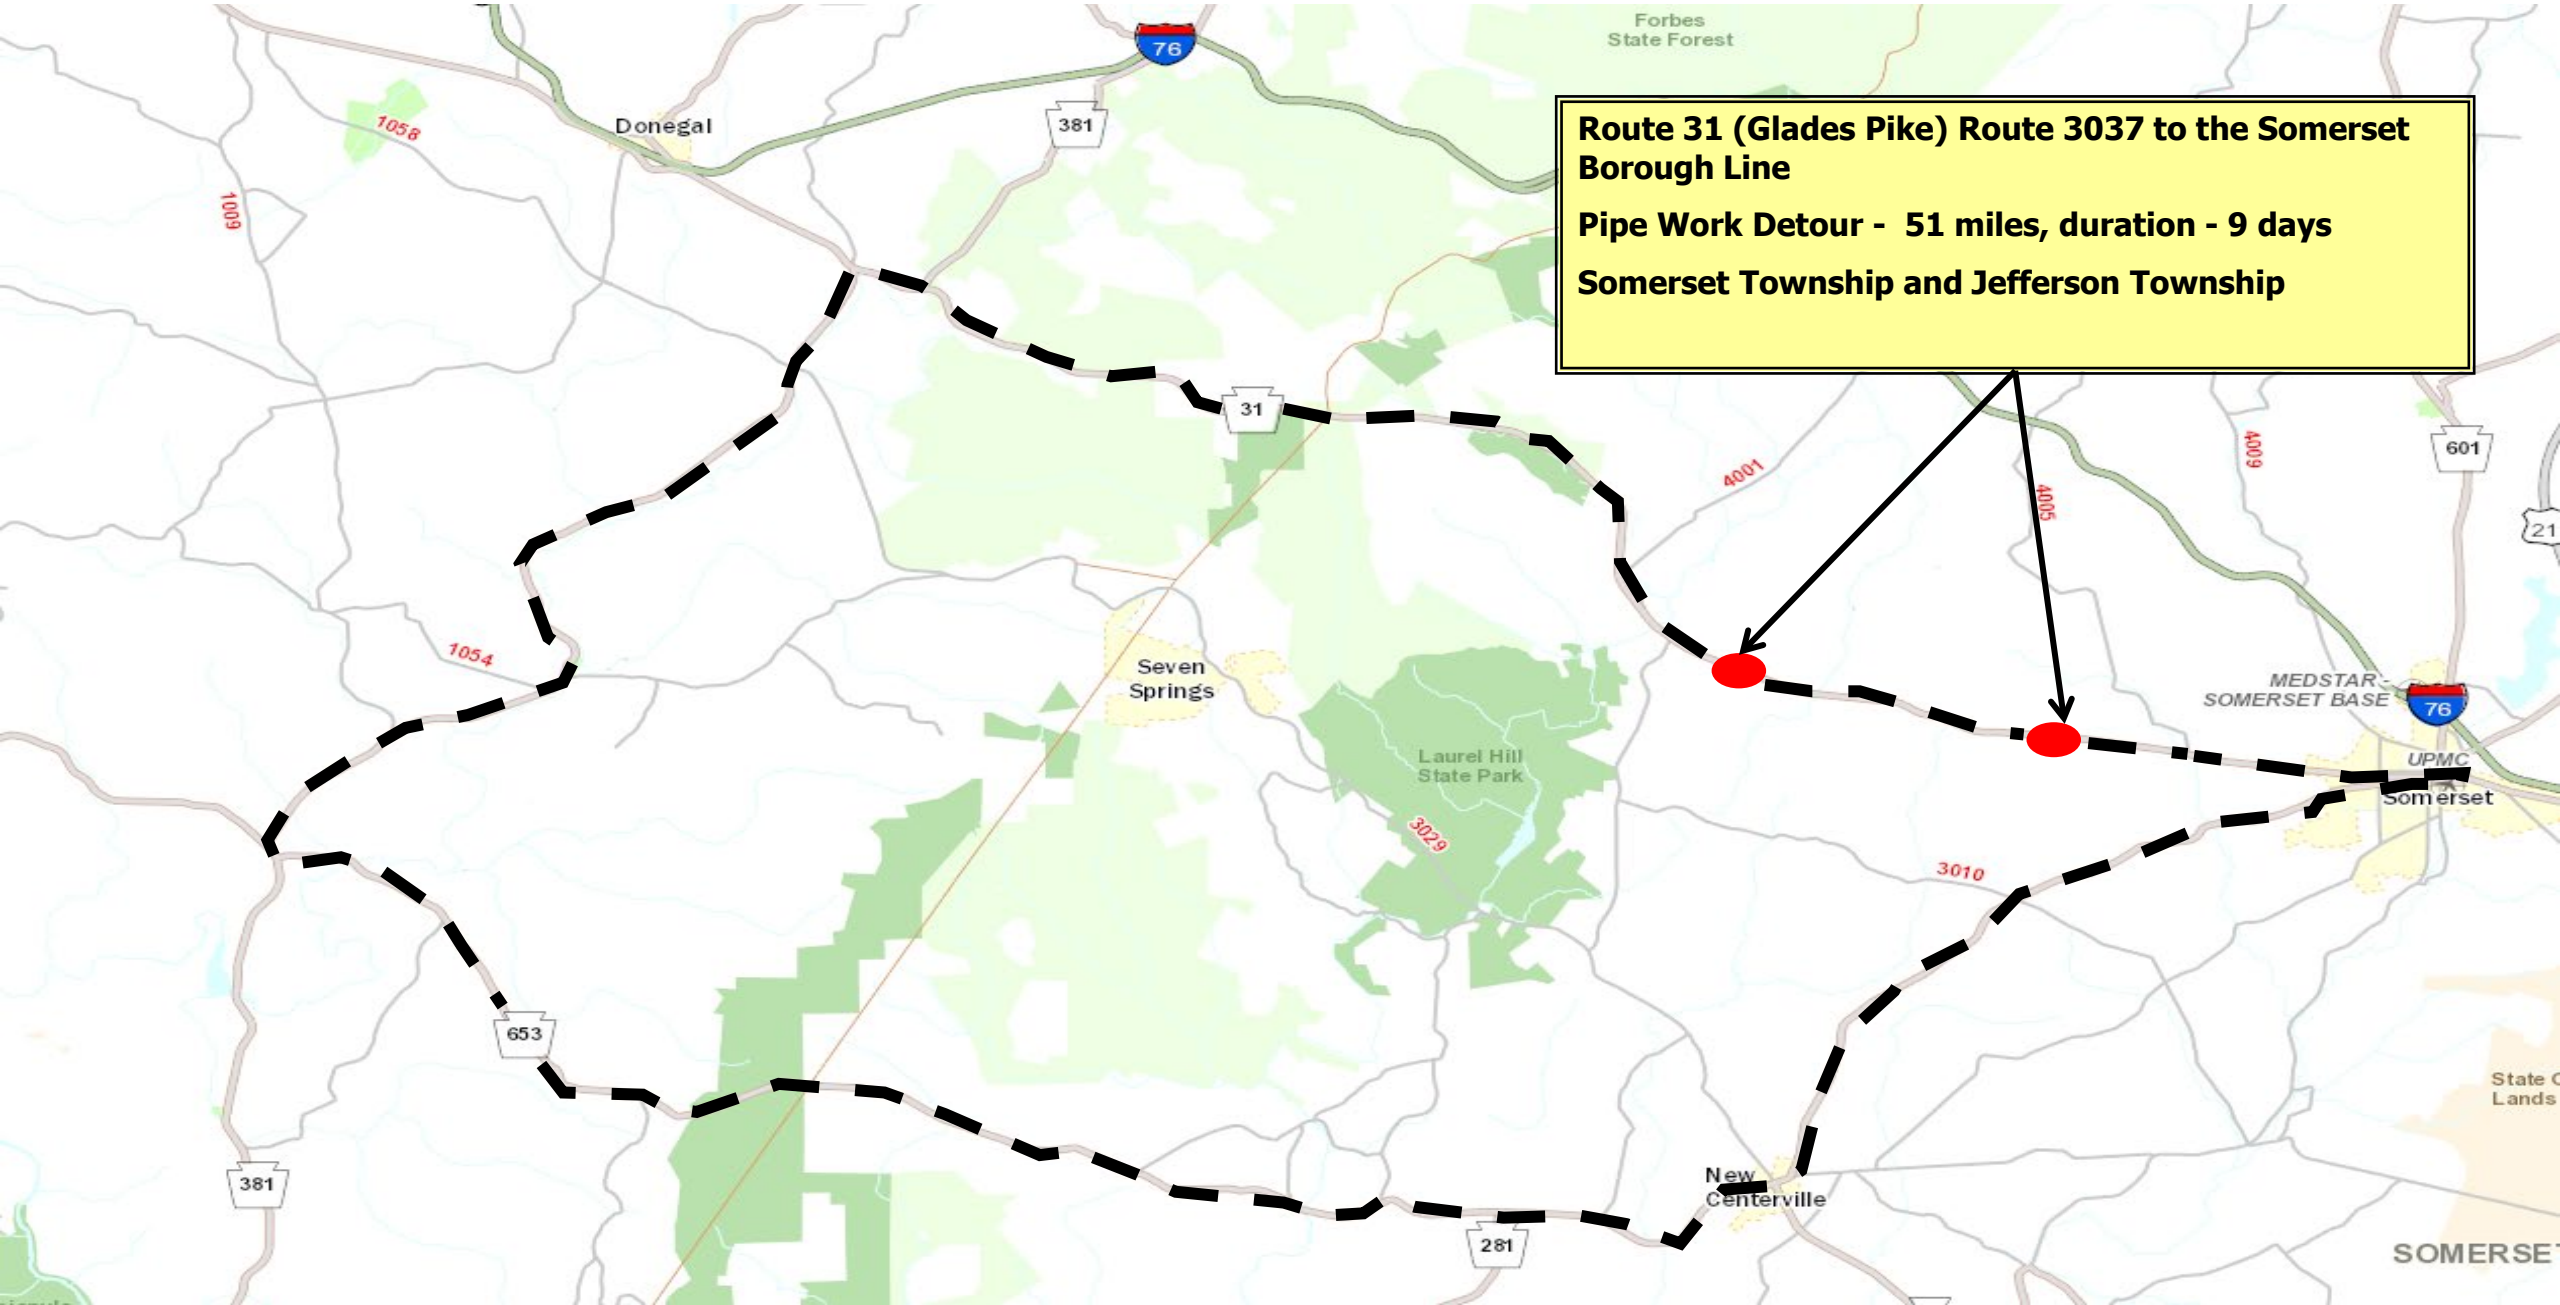 Forbes
State Forest
76
381
Donegal
1058
1009
Route 31 (Glades Pike) Route 3037 to the Somerset
Borough Line
Pipe Work Detour - 51 miles, duration - 9 days
Somerset Township and Jefferson Township
31
4001
4009
4005
601
21
1054
Seven
Springs
MEDSTAR -
SOMERSET BASE
76
Laurel Hill
State Park
UPMC
Somerset
3029
3010
653
State
Lands
New
Centerville
381
281
SOMERSET